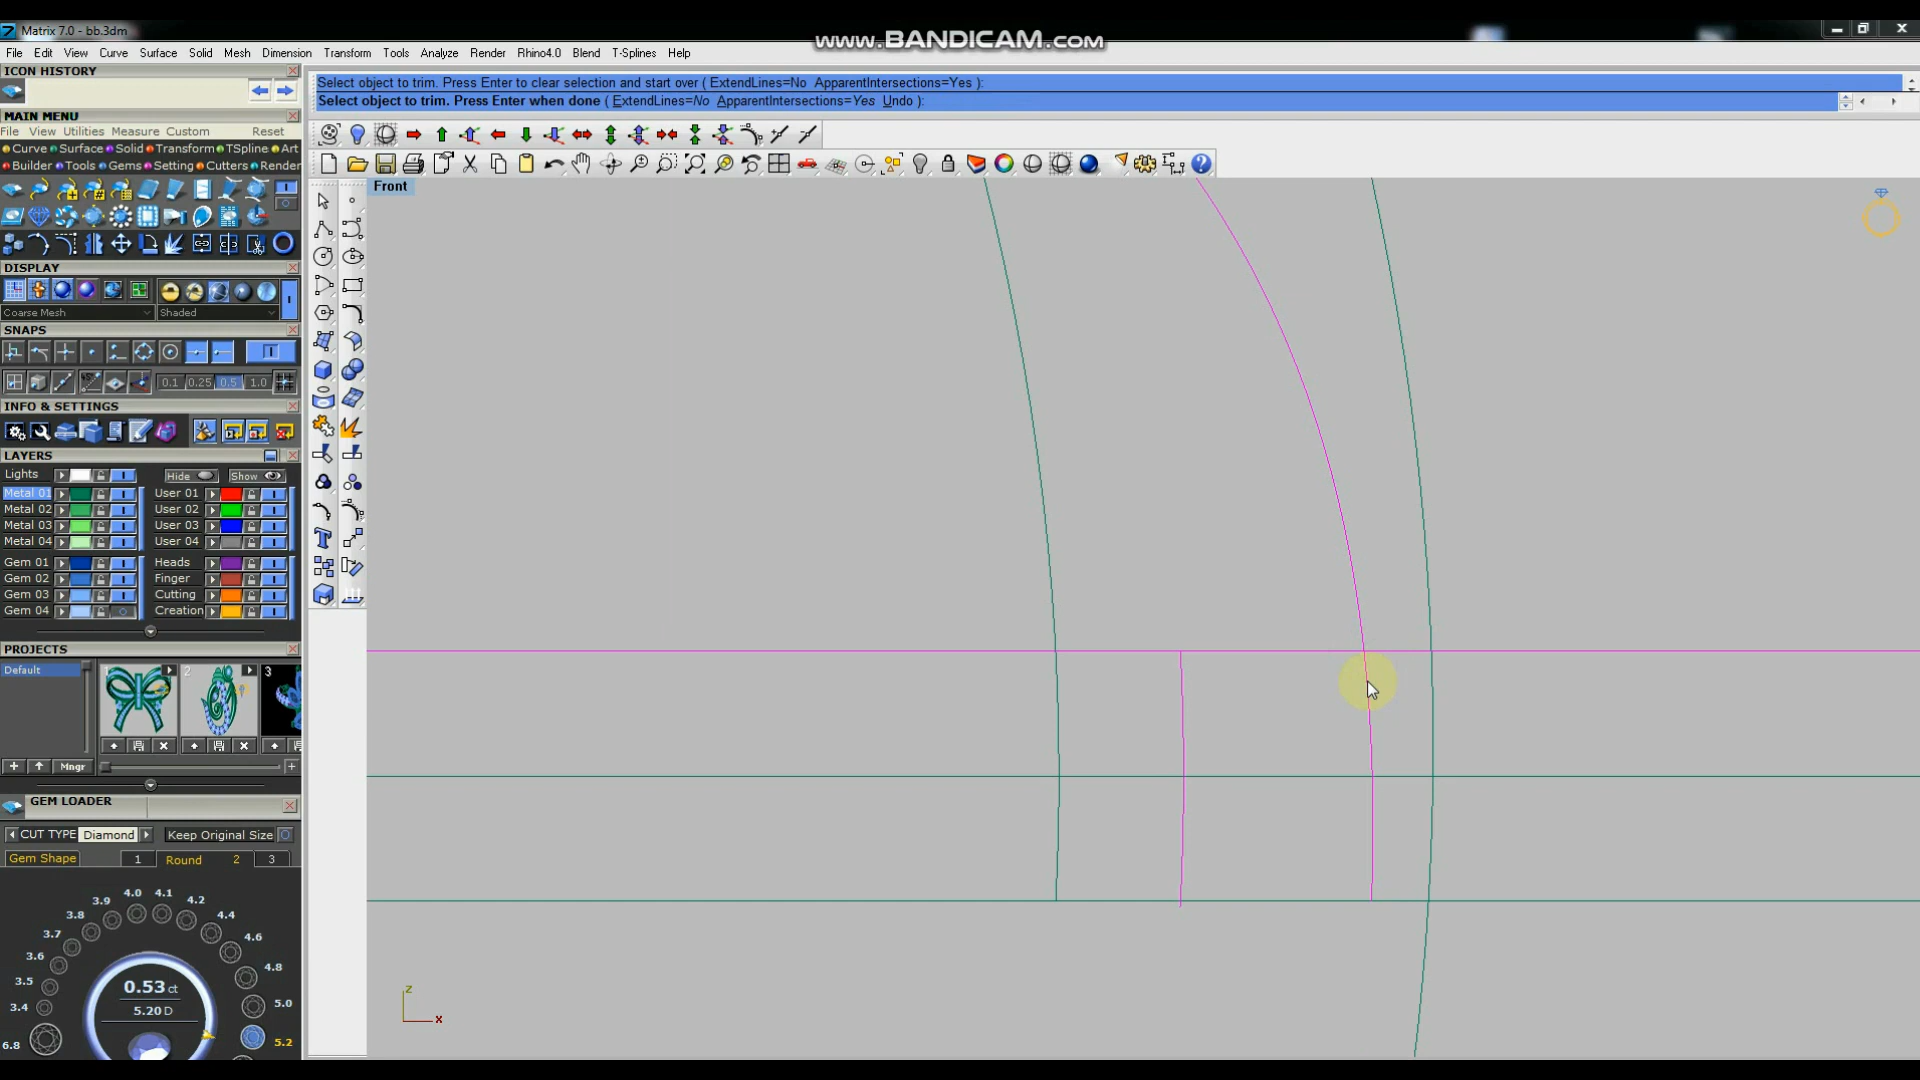 Matrix 7.0 - bb.3dm
www.BANDICAM.com
File Edit View Curve Surface Solid Mesh Dimension Transform Tools Analyze Render Rhino4.0 Blend T-Splines Help
ICON HISTORY
Select object to trim. Press Enter to clear selection and start over ( ExtendLines=No ApparentIntersections=Yes ):
Select object to trim. Press Enter when done ( ExtendLines=No ApparentIntersections=Yes Undo ):
MAIN MENU
File View Utilities Measure Custom Reset
Curve Surface Solid Transform TSpline Art
Builder Tools Gems Setting Cutters Render
Front
DISPLAY
Coarse Mesh Shaded
SNAPS
0.1 0.25 0.5 1.0
INFO & SETTINGS
LAYERS
Lights Hide Show
Metal 01 User 01
Metal 02 User 02
Metal 03 User 03
Metal 04 User 04
Gem 01 Heads
Gem 02 Finger
Gem 03 Cutting
Gem 04 Creation
PROJECTS
Default 1 2 3
Mngr
GEM LOADER
CUT TYPE Diamond Keep Original Size
Gem Shape 1 Round 2 3
4.0 4.1
3.9 4.2
3.8 4.4
3.7 4.6
3.6 4.8
3.5 0.53 ct 5.0
3.4 5.20 D
6.8 5.2
z
x